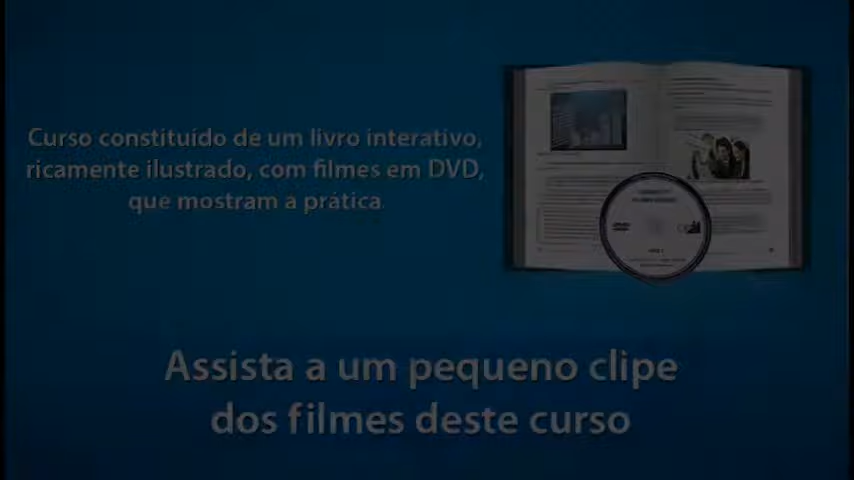 Curso constituído de um livro interativo,
ricamente ilustrado, com filmes em DVD,
que mostram a prática.
Assista a um pequeno clipe
dos filmes deste curso